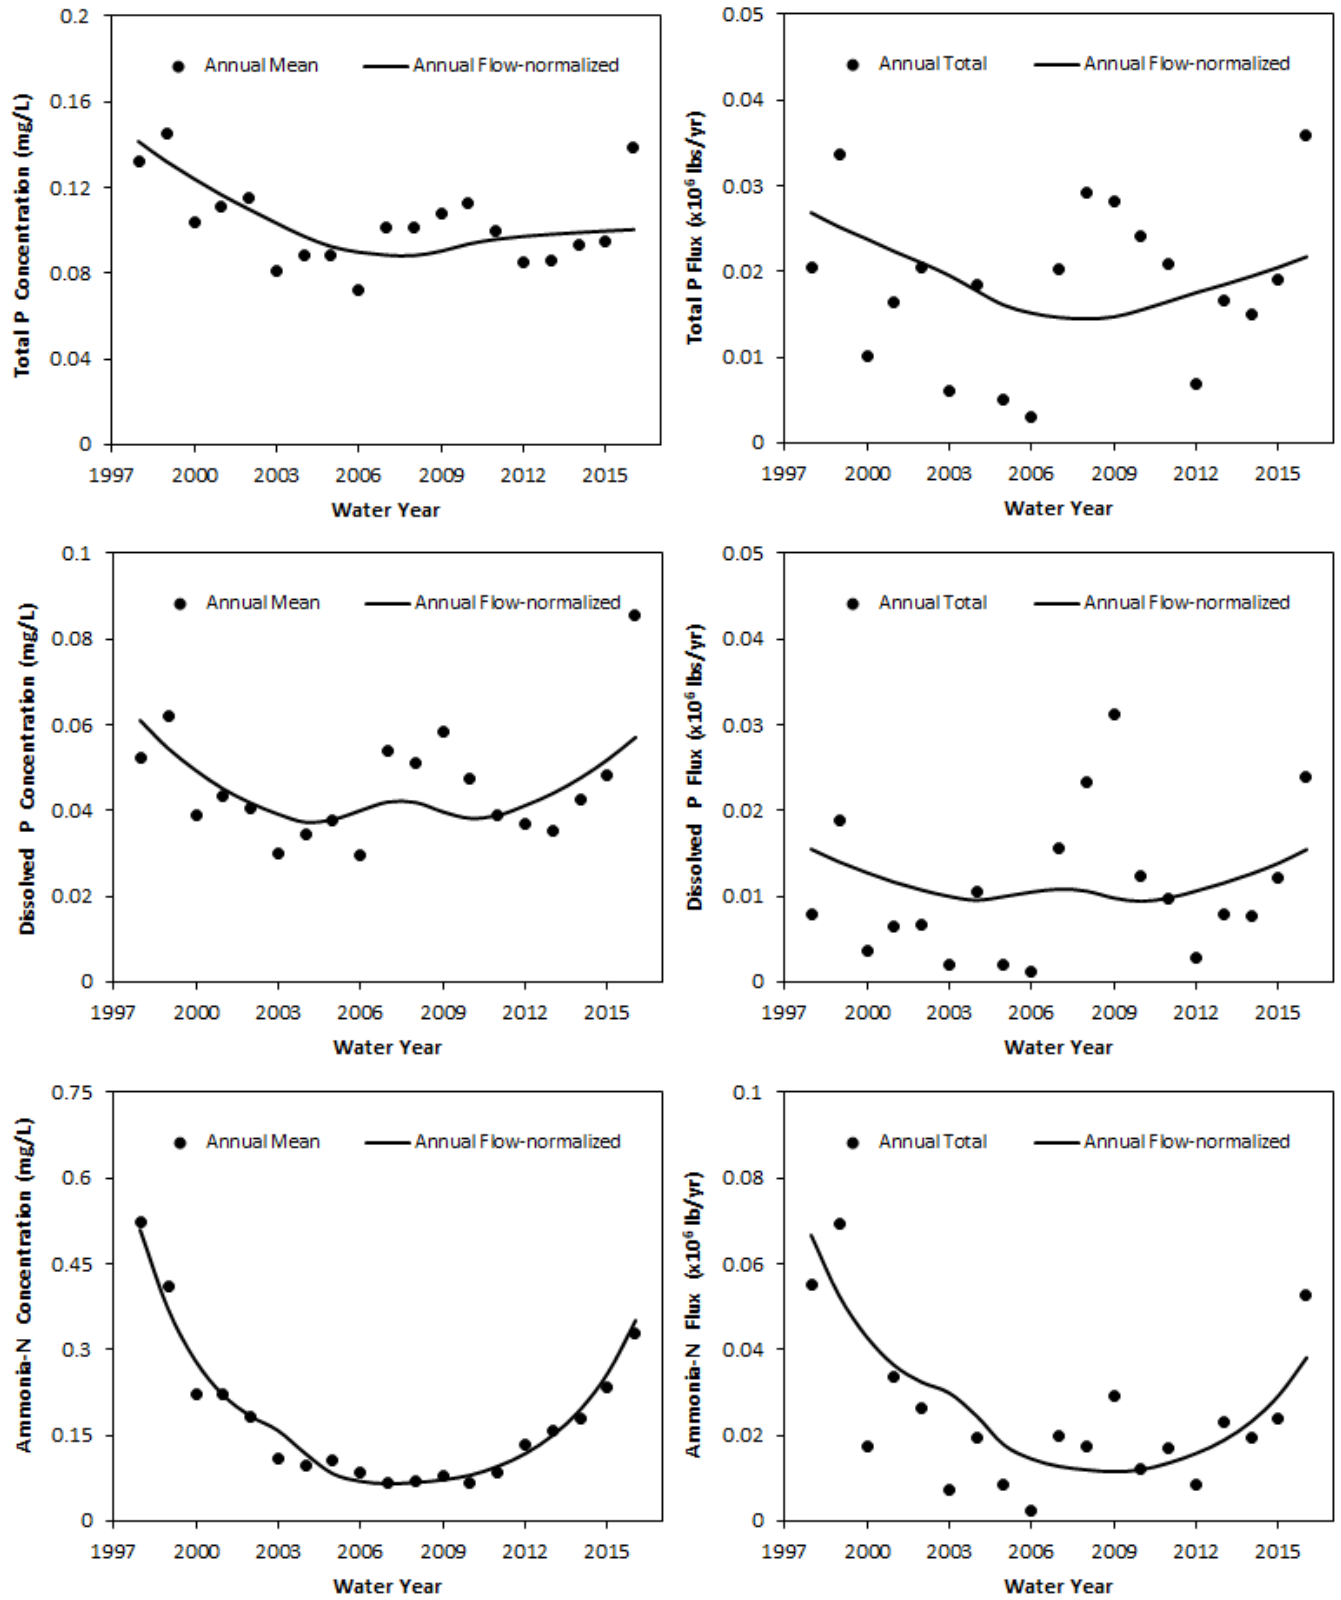 Total P Concentration (mg/L)
0.2
0.16
0.12
0.08
0.04
0
Annual Mean
Annual Flow-normalized
1997 2000 2003 2006 2009 2012 2015
Water Year
Total P Flux (x10⁶ lbs/yr)
0.05
0.04
0.03
0.02
0.01
0
Annual Total
Annual Flow-normalized
1997 2000 2003 2006 2009 2012 2015
Water Year
Dissolved P Concentration (mg/L)
0.1
0.08
0.06
0.04
0.02
0
Annual Mean
Annual Flow-normalized
1997 2000 2003 2006 2009 2012 2015
Water Year
Dissolved P Flux (x10⁶ lbs/yr)
0.05
0.04
0.03
0.02
0.01
0
Annual Total
Annual Flow-normalized
1997 2000 2003 2006 2009 2012 2015
Water Year
Ammonia-N Concentration (mg/L)
0.75
0.6
0.45
0.3
0.15
0
Annual Mean
Annual Flow-normalized
1997 2000 2003 2006 2009 2012 2015
Water Year
Ammonia-N Flux (x10⁶ lb/yr)
0.1
0.08
0.06
0.04
0.02
0
Annual Total
Annual Flow-normalized
1997 2000 2003 2006 2009 2012 2015
Water Year